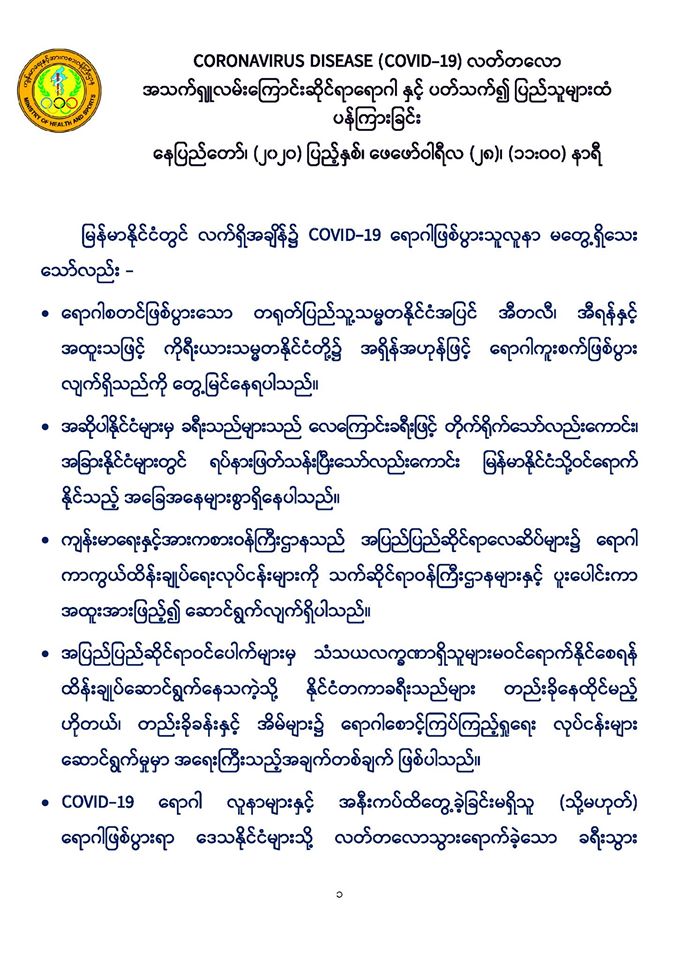 CORONAVIRUS DISEASE (COVID–19) လတ်တလော
အသက်ရှူလမ်းကြောင်းဆိုင်ရာရောဂါ နှင့် ပတ်သက်၍ ပြည်သူများထံ
ပန်ကြားခြင်း
နေပြည်တော်၊ (၂၀၂၀) ပြည့်နှစ်၊ ဖေဖော်ဝါရီလ (၂၈)၊ (၁၁:၀၀) နာရီ
MINISTRY OF HEALTH AND SPORTS
မြန်မာနိုင်ငံတွင် လက်ရှိအချိန်၌ COVID–19 ရောဂါဖြစ်ပွားသူလူနာ မတွေ့ရှိသေး
သော်လည်း –
• ရောဂါစတင်ဖြစ်ပွားသော တရုတ်ပြည်သူ့သမ္မတနိုင်ငံအပြင် အီတလီ၊ အီရန်နှင့်
အထူးသဖြင့် ကိုရီးယားသမ္မတနိုင်ငံတို့၌ အရှိန်အဟုန်ဖြင့် ရောဂါကူးစက်ဖြစ်ပွား
လျက်ရှိသည်ကို တွေ့မြင်နေရပါသည်။
• အဆိုပါနိုင်ငံများမှ ခရီးသည်များသည် လေကြောင်းခရီးဖြင့် တိုက်ရိုက်သော်လည်းကောင်း၊
အခြားနိုင်ငံများတွင် ရပ်နားဖြတ်သန်းပြီးသော်လည်းကောင်း မြန်မာနိုင်ငံသို့ဝင်ရောက်
နိုင်သည့် အခြေအနေများစွာရှိနေပါသည်။
• ကျန်းမာရေးနှင့်အားကစားဝန်ကြီးဌာနသည် အပြည်ပြည်ဆိုင်ရာလေဆိပ်များ၌ ရောဂါ
ကာကွယ်ထိန်းချုပ်ရေးလုပ်ငန်းများကို သက်ဆိုင်ရာဝန်ကြီးဌာနများနှင့် ပူးပေါင်းကာ
အထူးအားဖြည့်၍ ဆောင်ရွက်လျက်ရှိပါသည်။
• အပြည်ပြည်ဆိုင်ရာဝင်ပေါက်များမှ သံသယလက္ခဏာရှိသူများမဝင်ရောက်နိုင်စေရန်
ထိန်းချုပ်ဆောင်ရွက်နေသကဲ့သို့ နိုင်ငံတကာခရီးသည်များ တည်းခိုနေထိုင်မည့်
ဟိုတယ်၊ တည်းခိုခန်းနှင့် အိမ်များ၌ ရောဂါစောင့်ကြပ်ကြည့်ရှုရေး လုပ်ငန်းများ
ဆောင်ရွက်မှုမှာ အရေးကြီးသည့်အချက်တစ်ချက် ဖြစ်ပါသည်။
• COVID–19 ရောဂါ လူနာများနှင့် အနီးကပ်ထိတွေ့ခဲ့ခြင်းမရှိသူ (သို့မဟုတ်)
ရောဂါဖြစ်ပွားရာ ဒေသနိုင်ငံများသို့ လတ်တလောသွားရောက်ခဲ့သော ခရီးသွား
၁